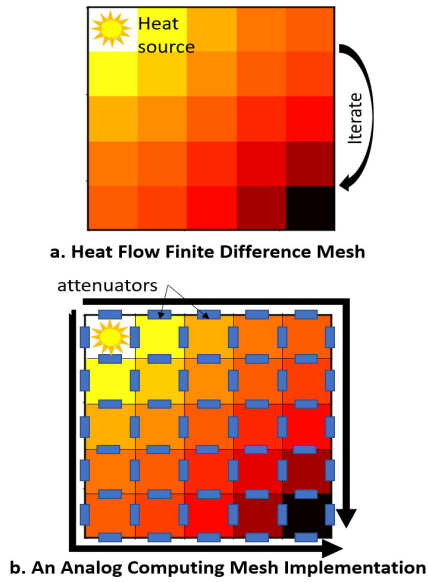 Heat
source
Iterate
a. Heat Flow Finite Difference Mesh
attenuators
b. An Analog Computing Mesh Implementation